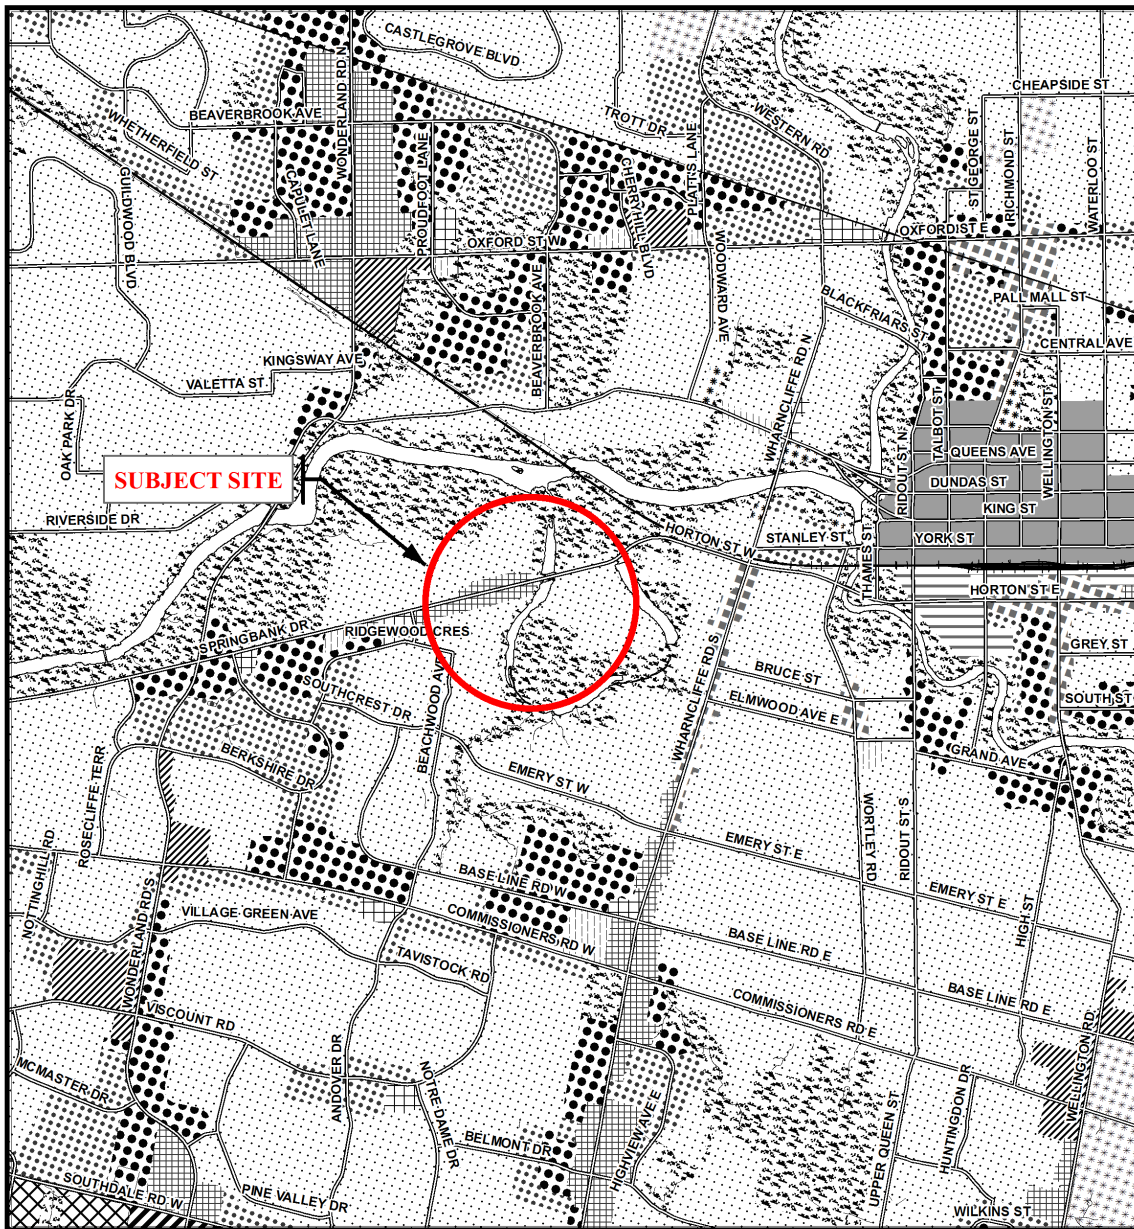 CASTLEGROVE BLVD
WONDERLAND RD N
CHEAPSIDE ST
BEAVERBROOK AVE
WHETHERFIELD ST
TROTT DR
WESTERN RD
PLATTS LANE
ST GEORGE ST
RICHMOND ST
WATERLOO ST
GUILDWOOD BLVD
CAPULET LANE
PROUDFOOT LANE
CHERRYHILL BLVD
OXFORD ST W
OXFORD ST E
WOODWARD AVE
BEAVERBROOK AVE
BLACKFRIARS ST
PALL MALL ST
CENTRAL AVE
KINGSWAY AVE
VALETTA ST
OAK PARK DR
WHARNCLIFFE RD N
TALBOT ST
RIDOUT ST N
WELLINGTON ST
QUEENS AVE
SUBJECT SITE
DUNDAS ST
KING ST
RIVERSIDE DR
HORTON ST W
STANLEY ST
THAMES ST
YORK ST
HORTON ST E
SPRINGBANK DR
RIDGEWOOD CRES
GREY ST
BRUCE ST
SOUTH ST
SOUTHCREST DR
BEACHWOOD AVE
WHARNCLIFFE RD S
ELMWOOD AVE E
GRAND AVE
BERKSHIRE DR
EMERY ST W
ROSECLIFFE TERR
NOTTINGHILL RD
WORTLEY RD
RIDOUT ST S
EMERY ST E
EMERY ST E
BASE LINE RD W
WONDERLAND RD S
VILLAGE GREEN AVE
COMMISSIONERS RD W
BASE LINE RD E
HIGH ST
TAVISTOCK RD
BASE LINE RD E
VISCOUNT RD
COMMISSIONERS RD E
WELLINGTON RD
MCMASTER DR
ANDOVER DR
NOTRE DAME DR
HIGHVIEW AVE E
UPPER QUEEN ST
HUNTINGDON DR
BELMONT DR
SOUTHDALE RD W
PINE VALLEY DR
WILKINS ST